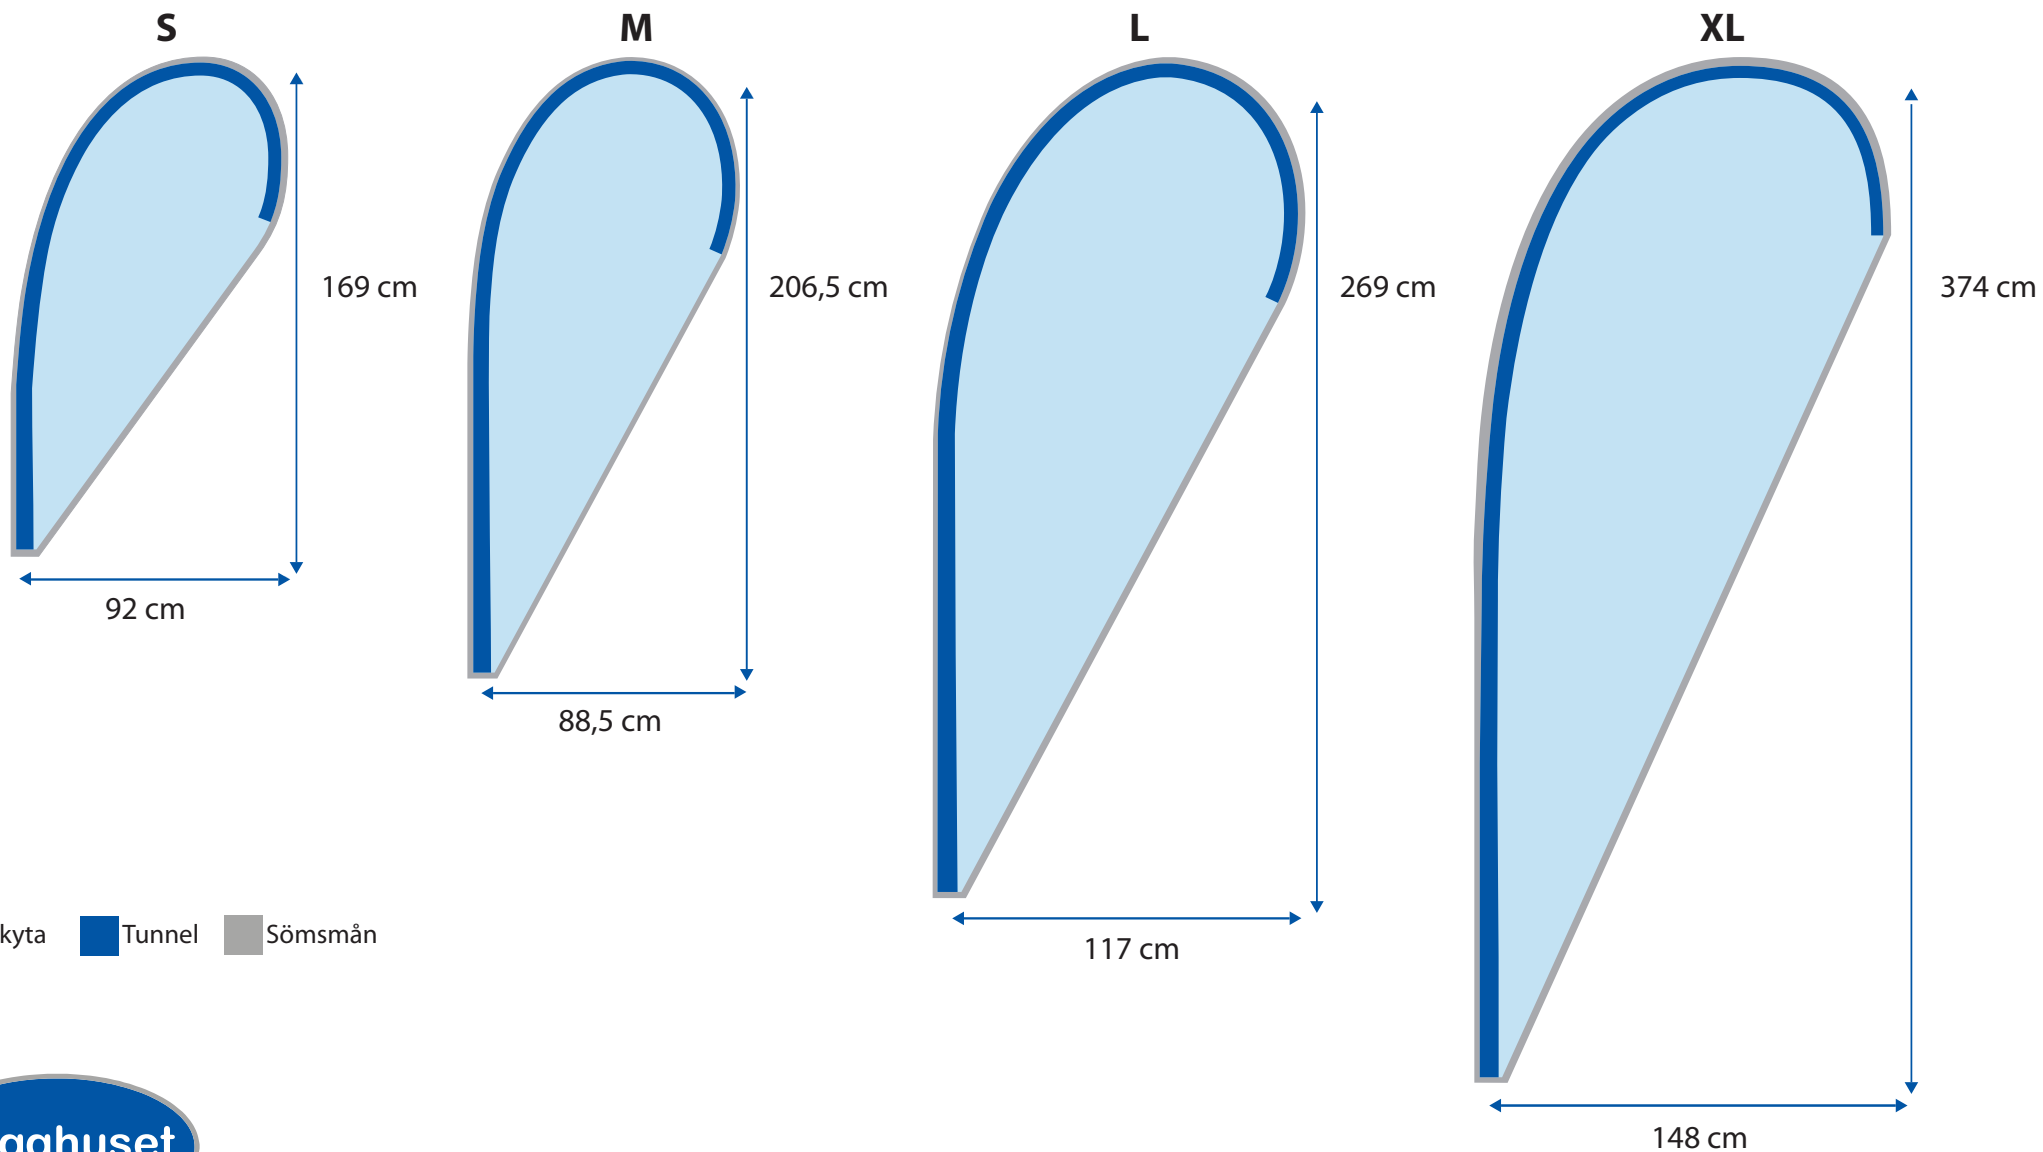 S M L XL
169 cm 206,5 cm 269 cm 374 cm
92 cm
88,5 cm
kyta Tunnel Sömsmån
117 cm
148 cm
gghuset